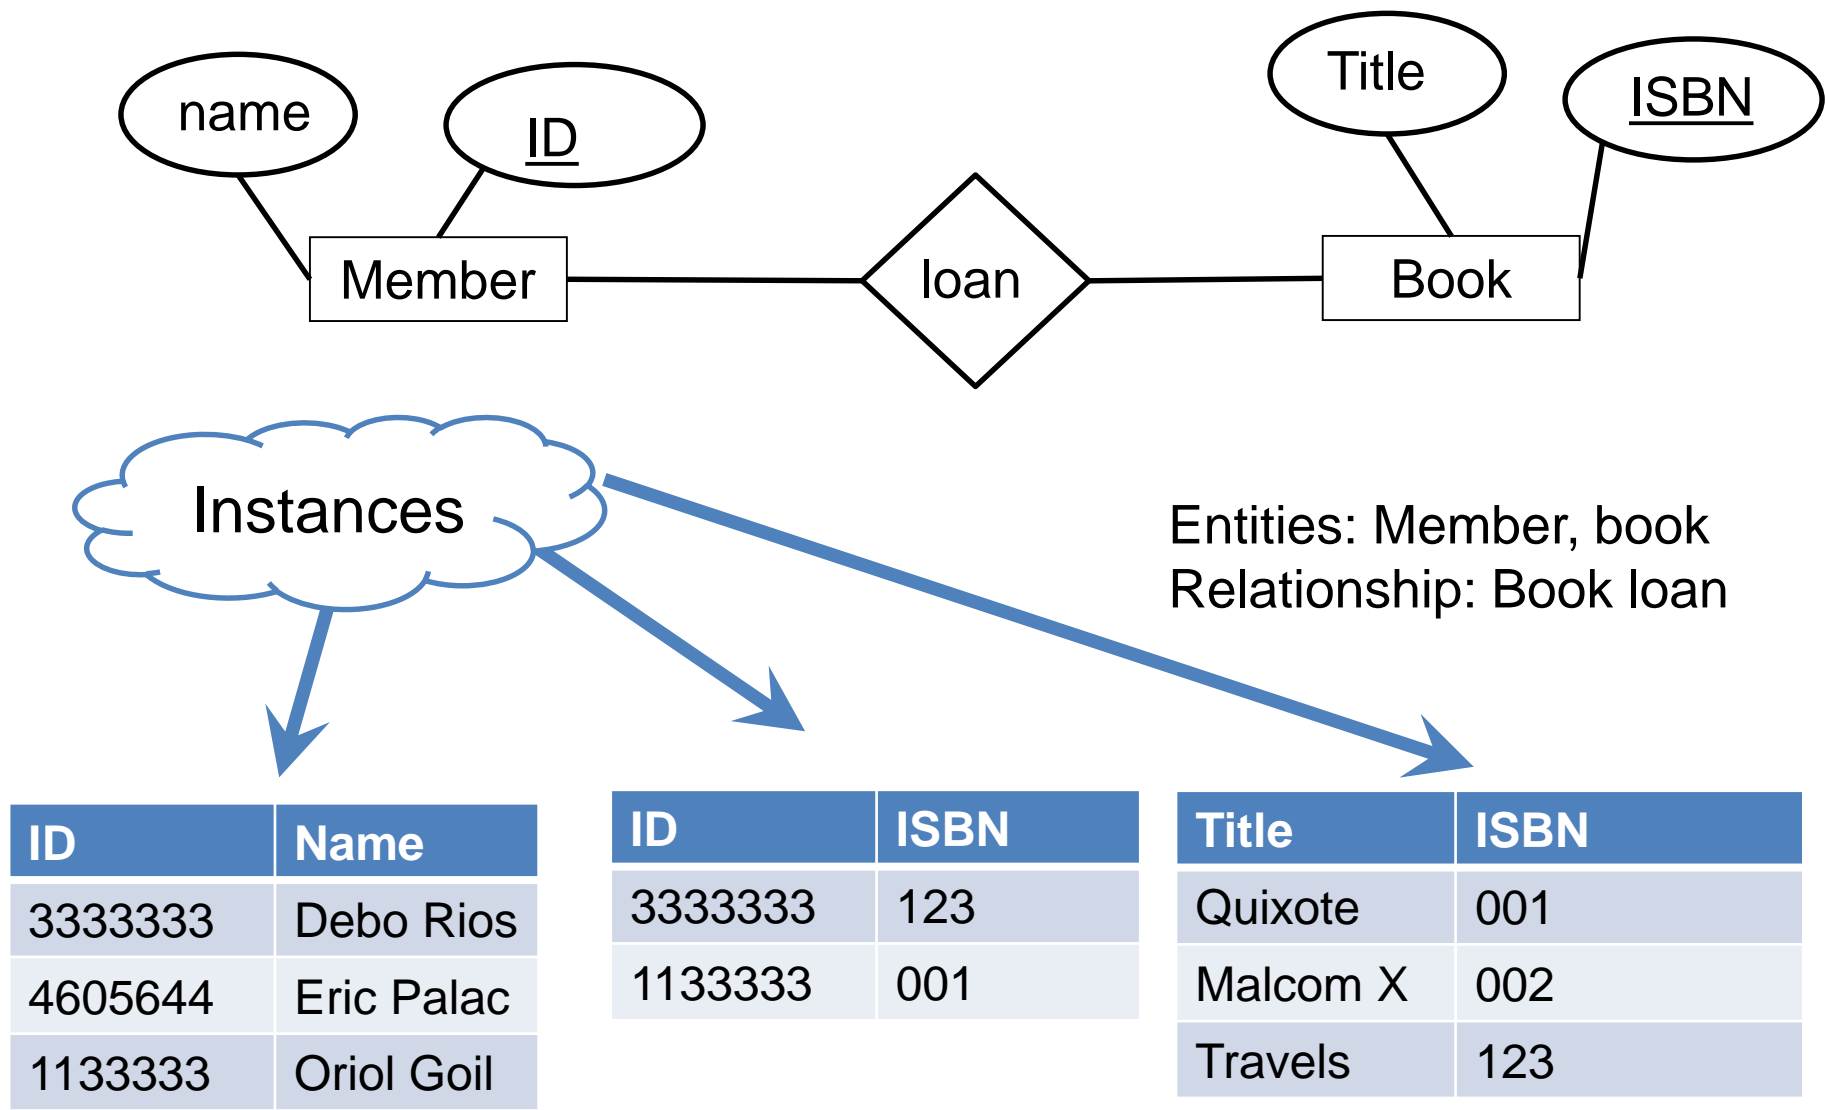 name
ID
Title
ISBN
Member
loan
Book
Instances
Entities: Member, book
Relationship: Book loan
ID Name
3333333 Debo Rios
4605644 Eric Palac
1133333 Oriol Goil
ID ISBN
3333333 123
1133333 001
Title ISBN
Quixote 001
Malcom X 002
Travels 123